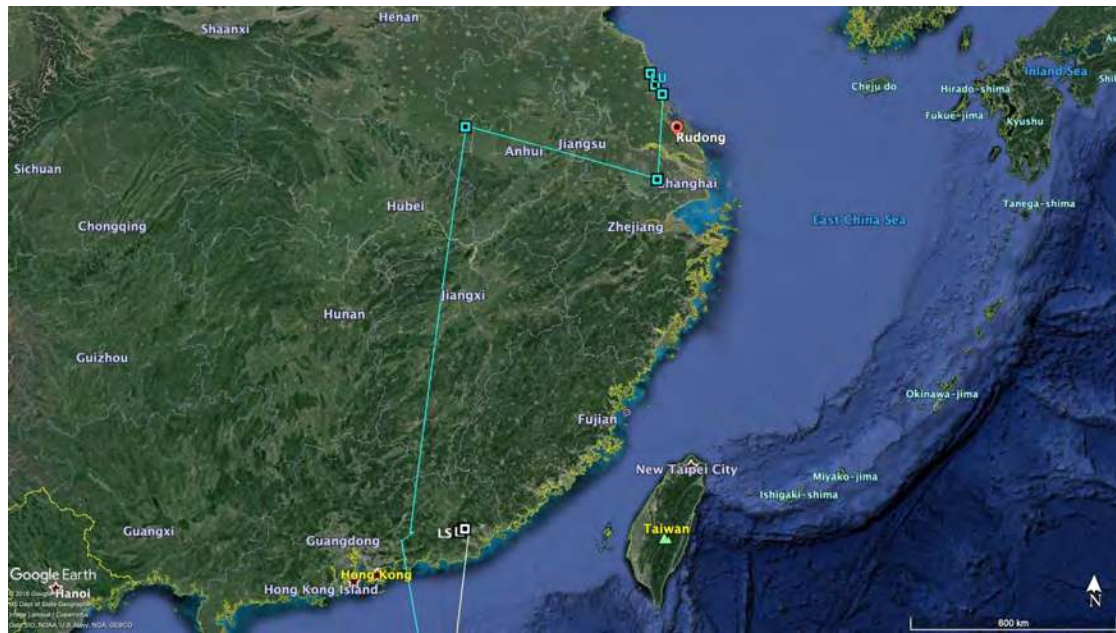 Shaanxi
Henan
Inland Sea
Cheju do
Hirado-shima
Fukue-jima
Kyushu
U
Rudong
Jiangsu
Anhui
Sichuan
Shanghai
Hubei
Tanega-shima
Chongqing
Zhejiang
East China Sea
Jiangxi
Hunan
Guizhou
Okinawa-jima
Fujian
New Taipei City
Miyako-jima
Ishigaki-shima
Guangxi
Guangdong
LS L
Taiwan
Google Earth
Hong Kong
Hong Kong Island
Hanoi
N
600 km